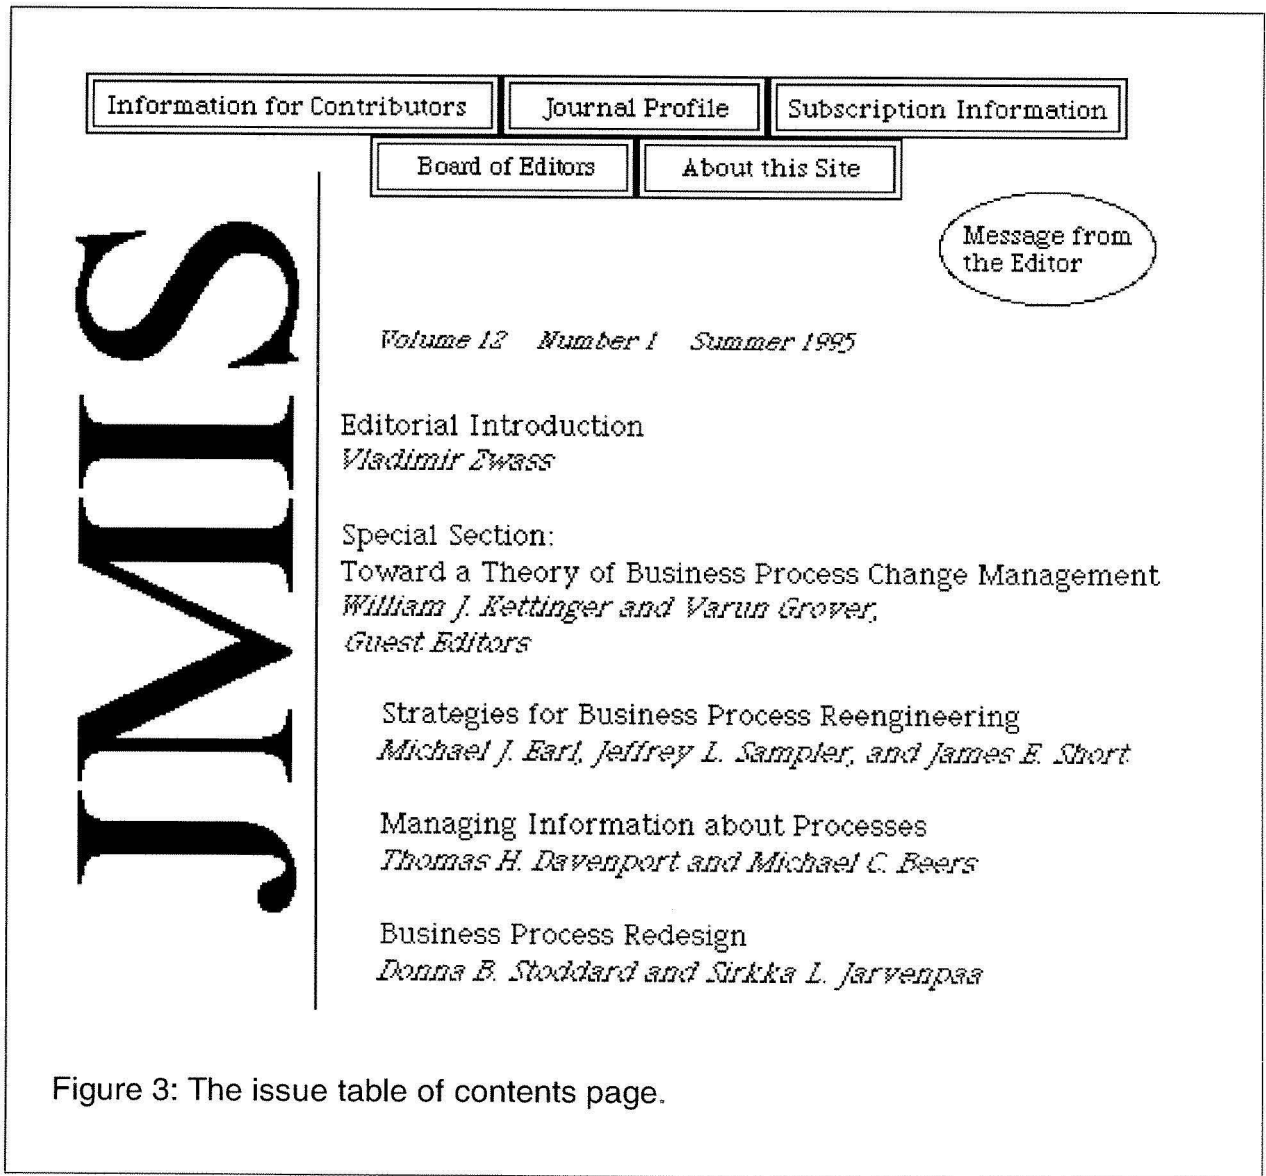 Information for Contributors
Journal Profile
Subscription Information
Board of Editors
About this Site
Message from
the Editor
JMIS
Volume 12 Number 1 Summer 1995
Editorial Introduction
Vladimir Zwass
Special Section:
Toward a Theory of Business Process Change Management
William J. Kettinger and Varun Grover,
Guest Editors
Strategies for Business Process Reengineering
Michael J. Earl, Jeffrey L. Sampler, and James E. Short
Managing Information about Processes
Thomas H. Davenport and Michael C. Beers
Business Process Redesign
Donna B. Stoddard and Sirkka L. Jarvenpaa
Figure 3: The issue table of contents page.